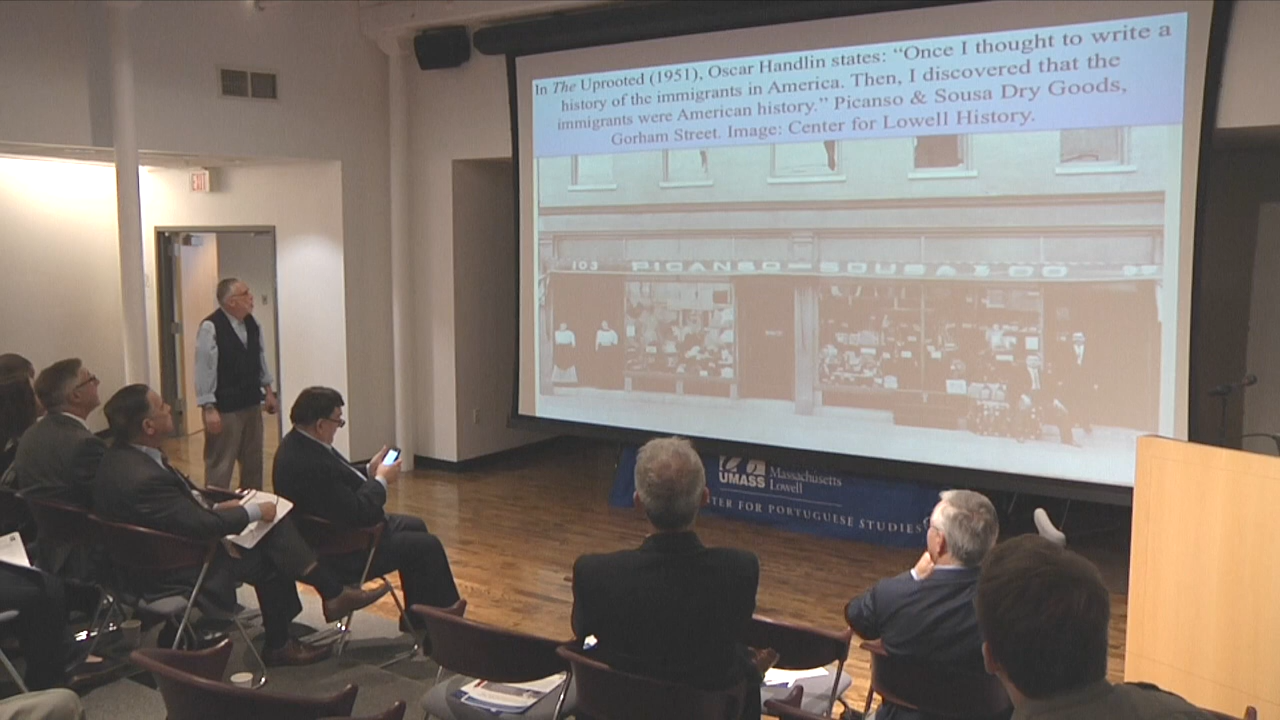 In The Uprooted (1951), Oscar Handlin states: “Once I thought to write a
history of the immigrants in America. Then, I discovered that the
immigrants were American history.” Picanso & Sousa Dry Goods,
Gorham Street. Image: Center for Lowell History.
EXIT
103 PICANSO-SOUSA & CO
UMASS Massachusetts
Lowell
TER FOR PORTUGUESE STUDIES